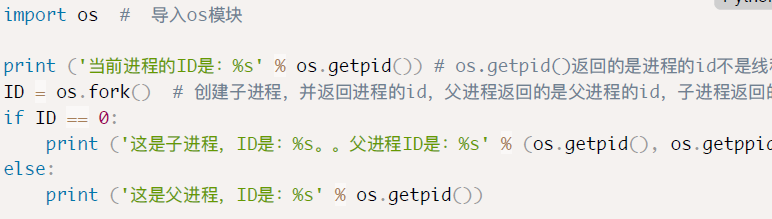 Python
import os  #  导入os模块
print ('当前进程的ID是：%s' % os.getpid()) # os.getpid()返回的是进程的id不是线
ID = os.fork()  # 创建子进程，并返回进程的id，父进程返回的是父进程的id，子进程返回
if ID == 0:
    print ('这是子进程，ID是：%s。。父进程ID是：%s' % (os.getpid(), os.getppid
else:
    print ('这是父进程，ID是：%s' % os.getpid())